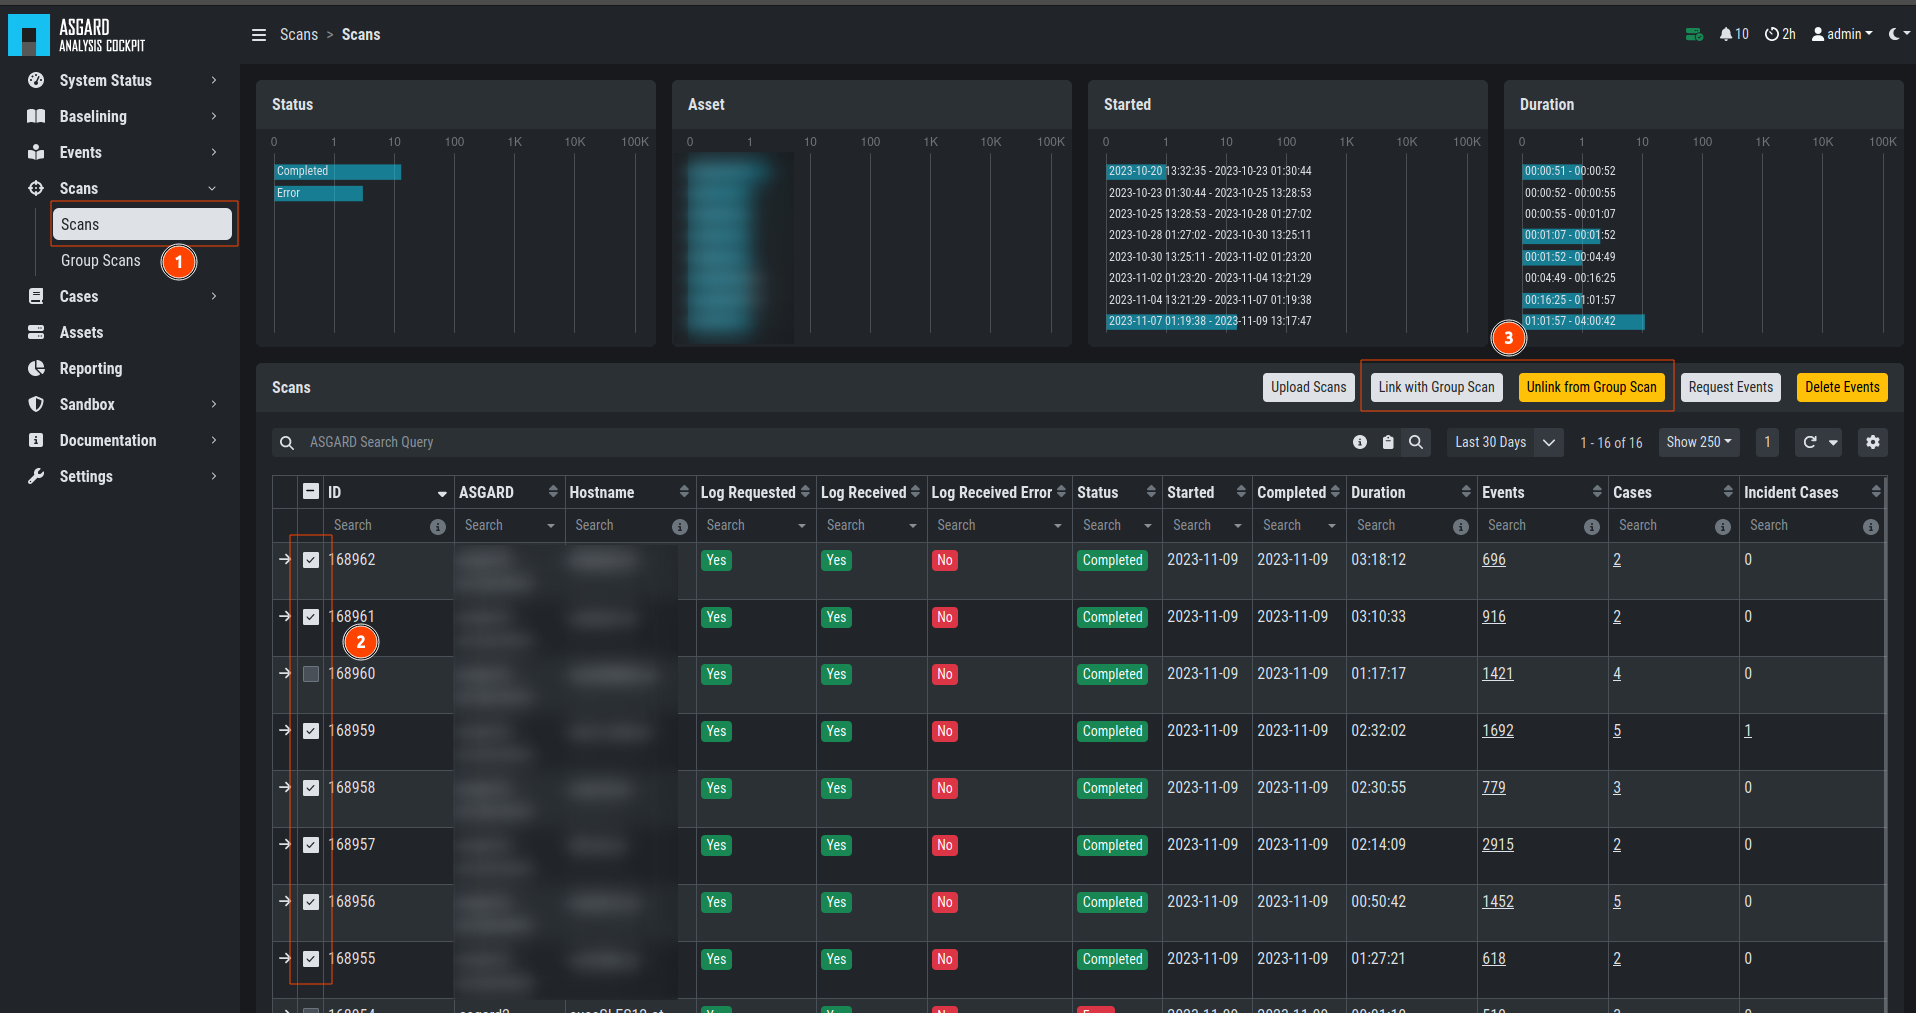 ASGARD
ANALYSIS COCKPIT
Scans > Scans
10 2h admin
System Status
Baselining
Events
Scans
Scans
Group Scans
1
Cases
Assets
Reporting
Sandbox
Documentation
Settings
Status
0 1 10 100 1K 10K 100K
Completed
Error
Asset
0 1 10 100 1K 10K 100K
Started
0 1 10 100 1K 10K 100K
2023-10-20 13:32:35 - 2023-10-23 01:30:44
2023-10-23 01:30:44 - 2023-10-25 13:28:53
2023-10-25 13:28:53 - 2023-10-28 01:27:02
2023-10-28 01:27:02 - 2023-10-30 13:25:11
2023-10-30 13:25:11 - 2023-11-02 01:23:20
2023-11-02 01:23:20 - 2023-11-04 13:21:29
2023-11-04 13:21:29 - 2023-11-07 01:19:38
2023-11-07 01:19:38 - 2023-11-09 13:17:47
Duration
0 1 10 100 1K 10K 100K
00:00:51 - 00:00:52
00:00:52 - 00:00:55
00:00:55 - 00:01:07
00:01:07 - 00:01:52
00:01:52 - 00:04:49
00:04:49 - 00:16:25
00:16:25 - 01:01:57
01:01:57 - 04:00:42
3
Scans
Upload Scans Link with Group Scan Unlink from Group Scan Request Events Delete Events
ASGARD Search Query Last 30 Days 1 - 16 of 16 Show 250 1
ID ASGARD Hostname Log Requested Log Received Log Received Error Status Started Completed Duration Events Cases Incident Cases
Search Search Search Search Search Search Search Search Search Search Search Search Search
168962 Yes Yes No Completed 2023-11-09 2023-11-09 03:18:12 696 2 0
168961 Yes Yes No Completed 2023-11-09 2023-11-09 03:10:33 916 2 0
2
168960 Yes Yes No Completed 2023-11-09 2023-11-09 01:17:17 1421 4 0
168959 Yes Yes No Completed 2023-11-09 2023-11-09 02:32:02 1692 5 1
168958 Yes Yes No Completed 2023-11-09 2023-11-09 02:30:55 779 3 0
168957 Yes Yes No Completed 2023-11-09 2023-11-09 02:14:09 2915 2 0
168956 Yes Yes No Completed 2023-11-09 2023-11-09 00:50:42 1452 5 0
168955 Yes Yes No Completed 2023-11-09 2023-11-09 01:27:21 618 2 0